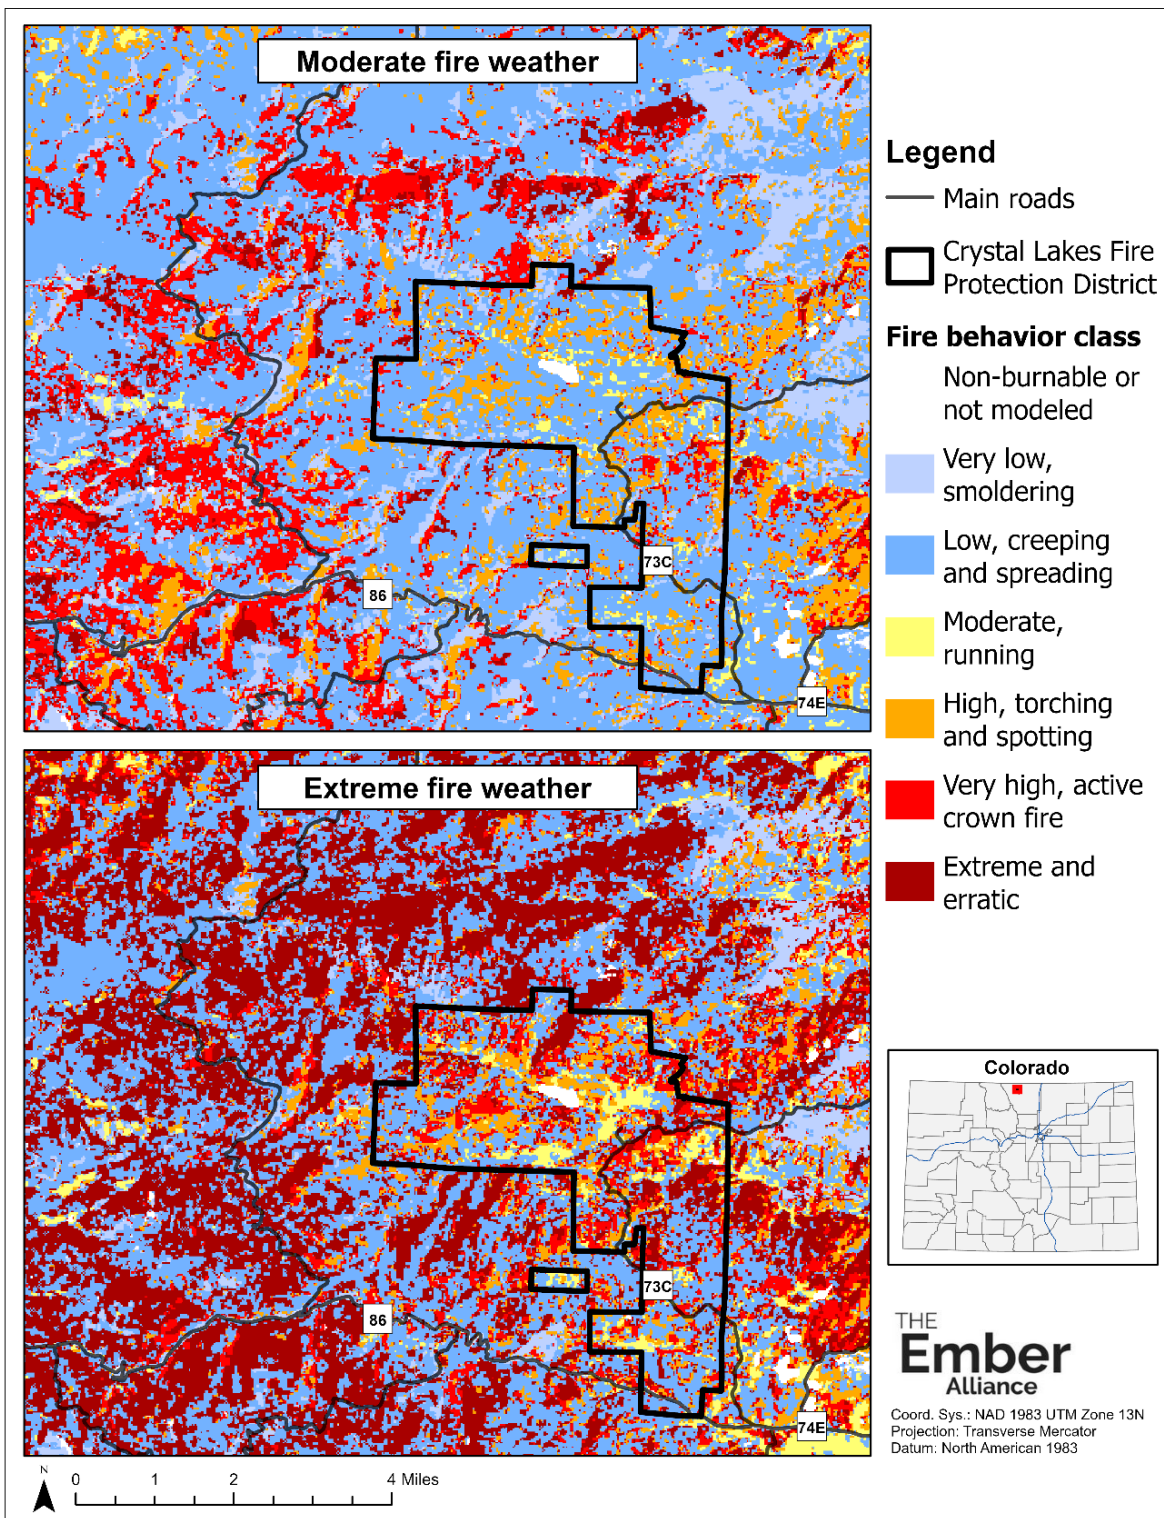 Moderate fire weather
86
73C
74E
Extreme fire weather
86
73C
74E
N
0 1 2 4 Miles
Legend
Main roads
Crystal Lakes Fire
Protection District
Fire behavior class
Non-burnable or
not modeled
Very low,
smoldering
Low, creeping
and spreading
Moderate,
running
High, torching
and spotting
Very high, active
crown fire
Extreme and
erratic
Colorado
THE
Ember
Alliance
Coord. Sys.: NAD 1983 UTM Zone 13N
Projection: Transverse Mercator
Datum: North American 1983